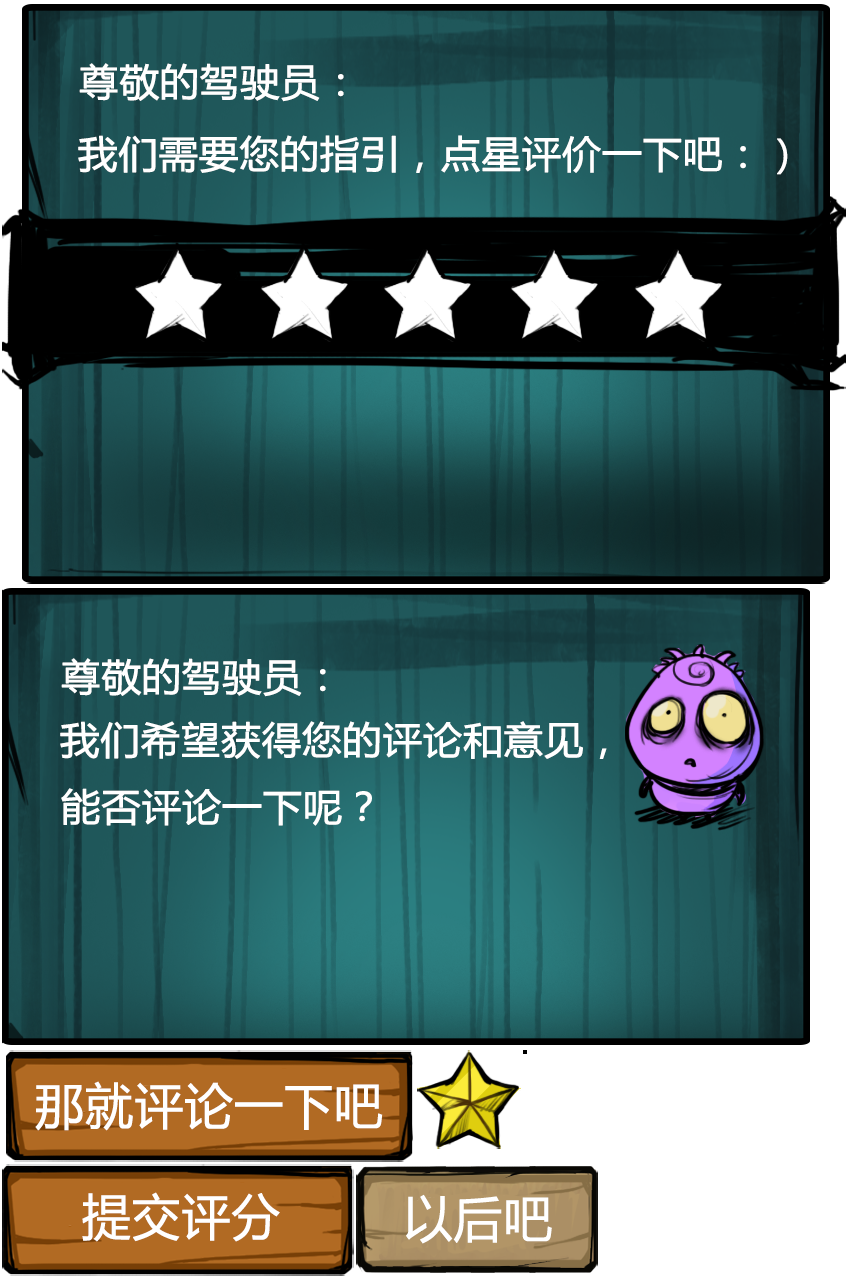 尊敬的驾驶员：
我们需要您的指引，点星评价一下吧：）
尊敬的驾驶员：
我们希望获得您的评论和意见，
能否评论一下呢？
那就评论一下吧
提交评分
以后吧